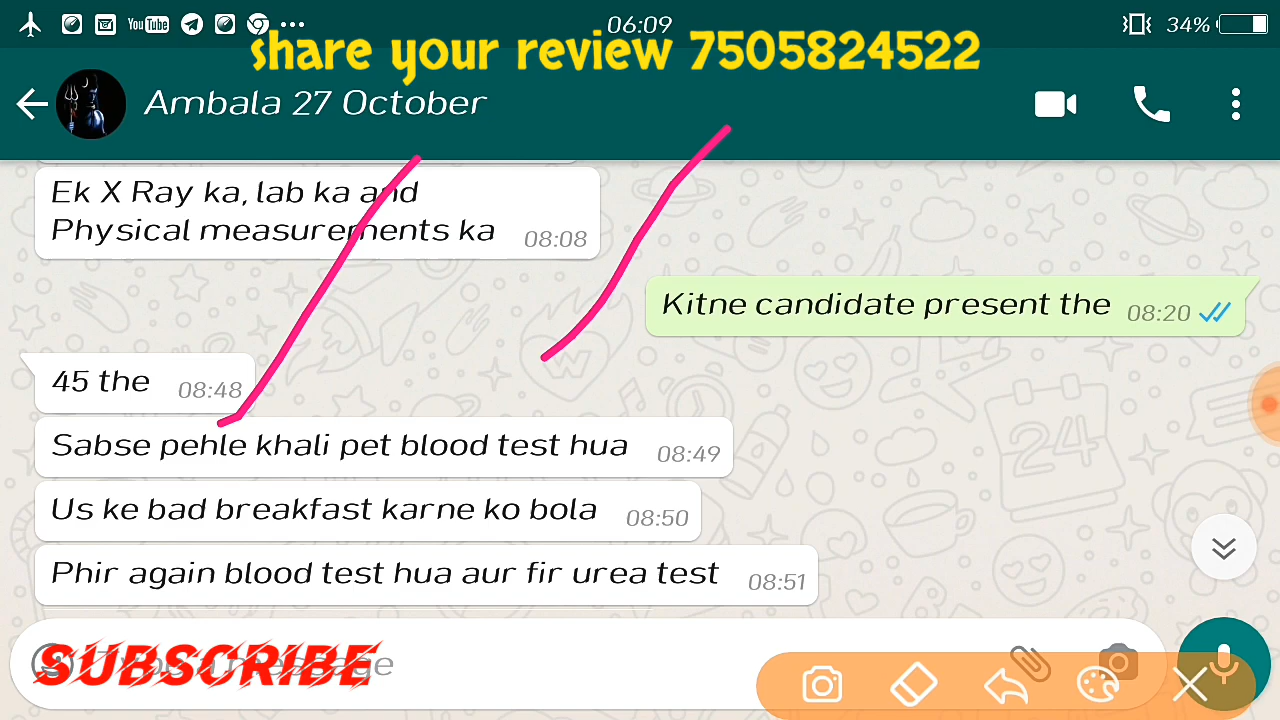 06:09
34%
share your review 7505824522
Ambala 27 October
Ek X Ray ka, lab ka and
Physical measurements ka 08:08
Kitne candidate present the 08:20
45 the 08:48
Sabse pehle khali pet blood test hua 08:49
Us ke bad breakfast karne ko bola 08:50
Phir again blood test hua aur fir urea test 08:51
SUBSCRIBE